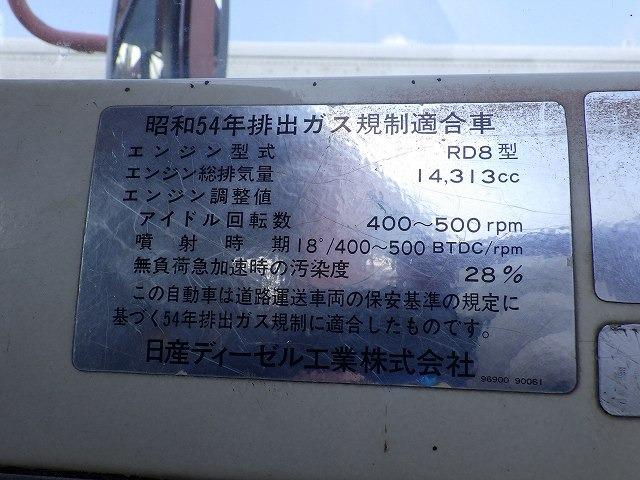 昭和54年排出ガス規制適合車
エンジン型式 RD8型
エンジン総排気量 14,313cc
エンジン調整値
アイドル回転数 400～500rpm
噴射時期 18°/400～500 BTDC/rpm
無負荷急加速時の汚染度 28%
この自動車は道路運送車両の保安基準の規定に
基づく54年排出ガス規制に適合したものです。
日産ディーゼル工業株式会社
96900 90061